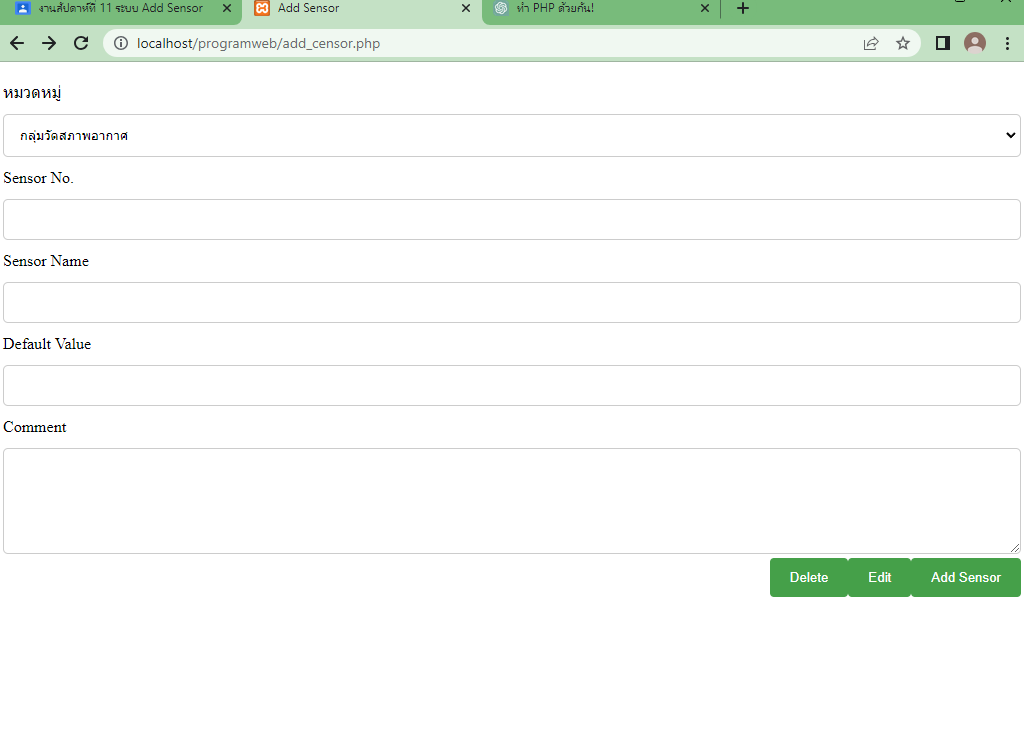 งานสัปดาห์ที่ 11 ระบบ Add Sensor
Add Sensor
ทำ PHP ด้วยกัน!
localhost/programweb/add_censor.php
หมวดหมู่
กลุ่มวัดสภาพอากาศ
Sensor No.
Sensor Name
Default Value
Comment
Delete
Edit
Add Sensor